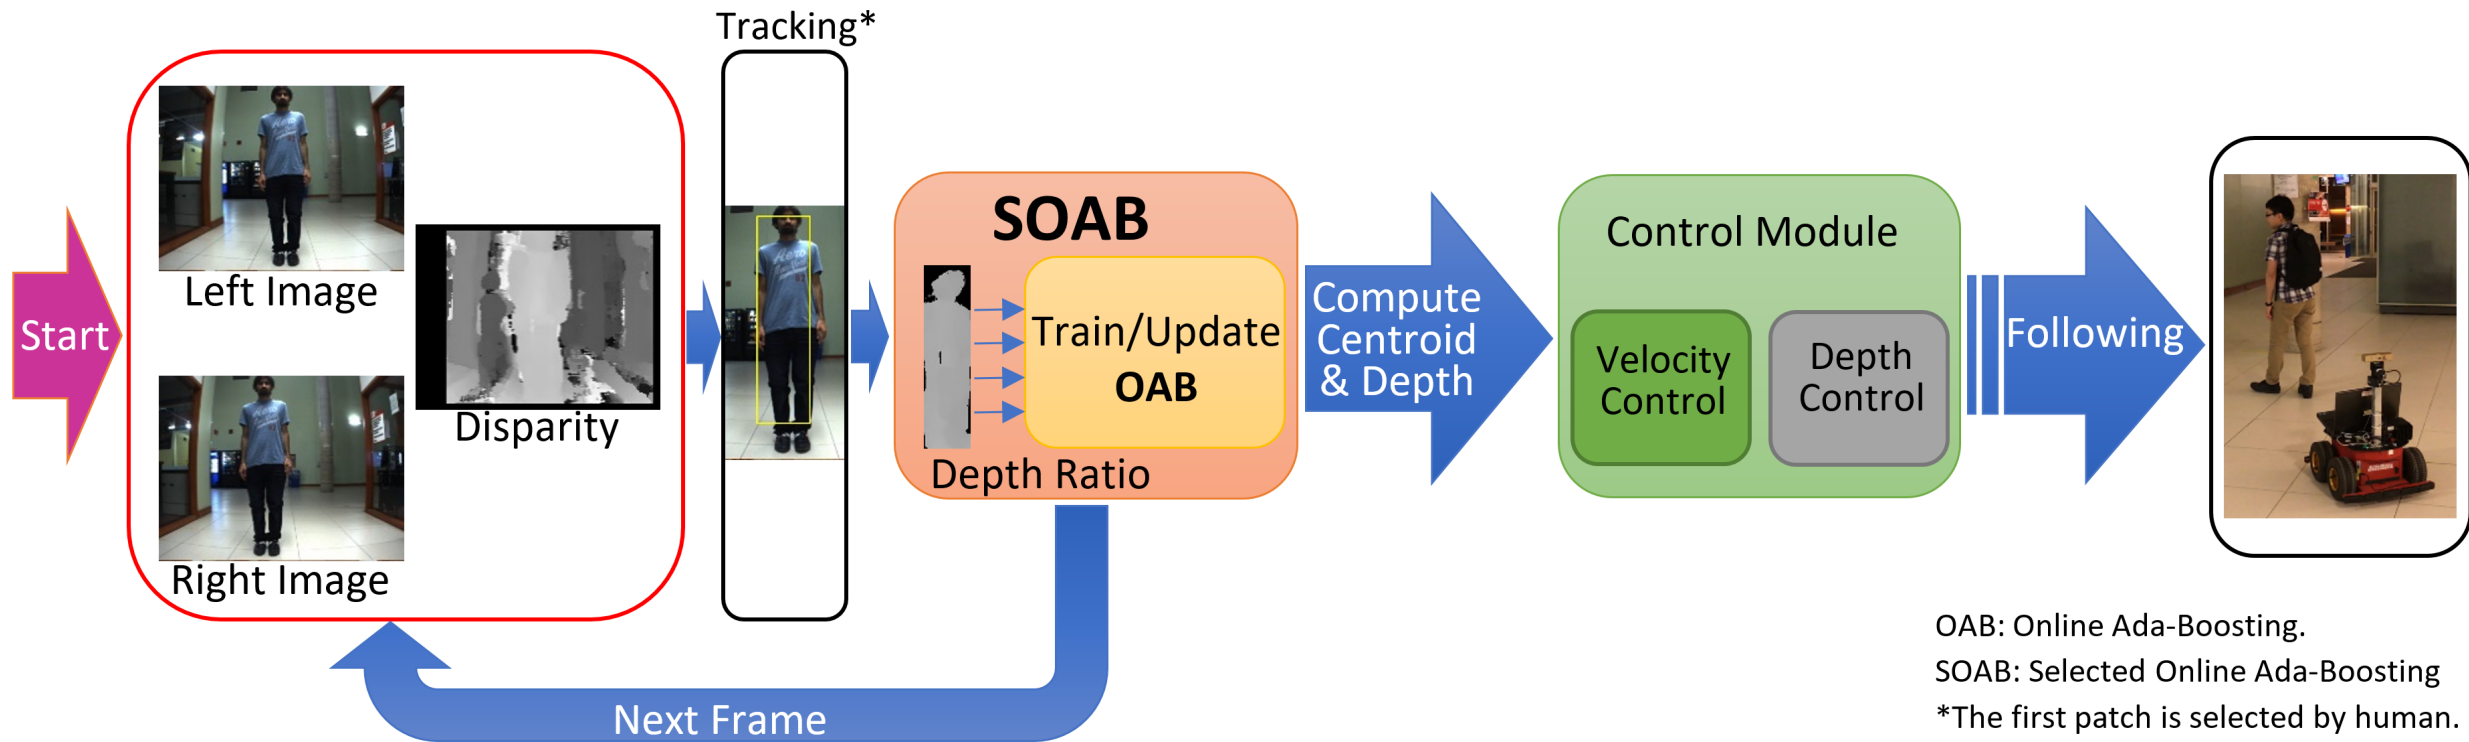 Tracking*
Start
Left Image
Right Image
Disparity
SOAB
Train/Update
OAB
Depth Ratio
Compute
Centroid
& Depth
Control Module
Velocity
Control
Depth
Control
Following
Next Frame
OAB: Online Ada-Boosting.
SOAB: Selected Online Ada-Boosting
*The first patch is selected by human.